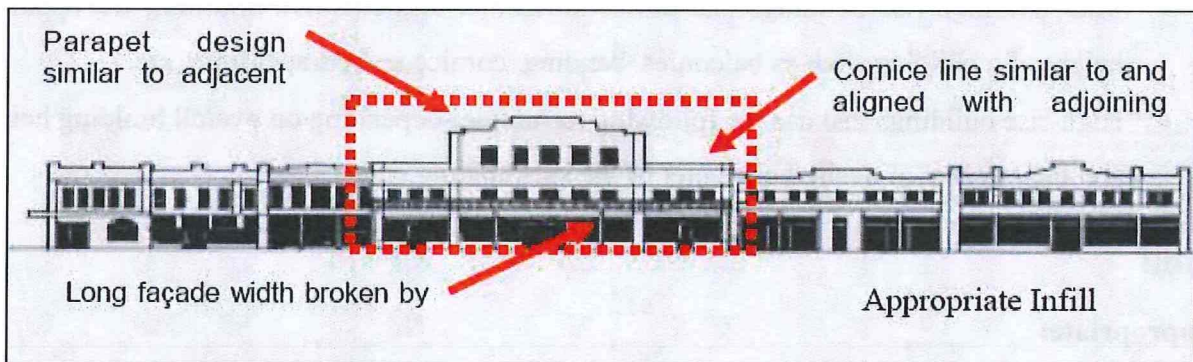 Parapet design
similar to adjacent
Cornice line similar to and
aligned with adjoining
Long façade width broken by
Appropriate Infill